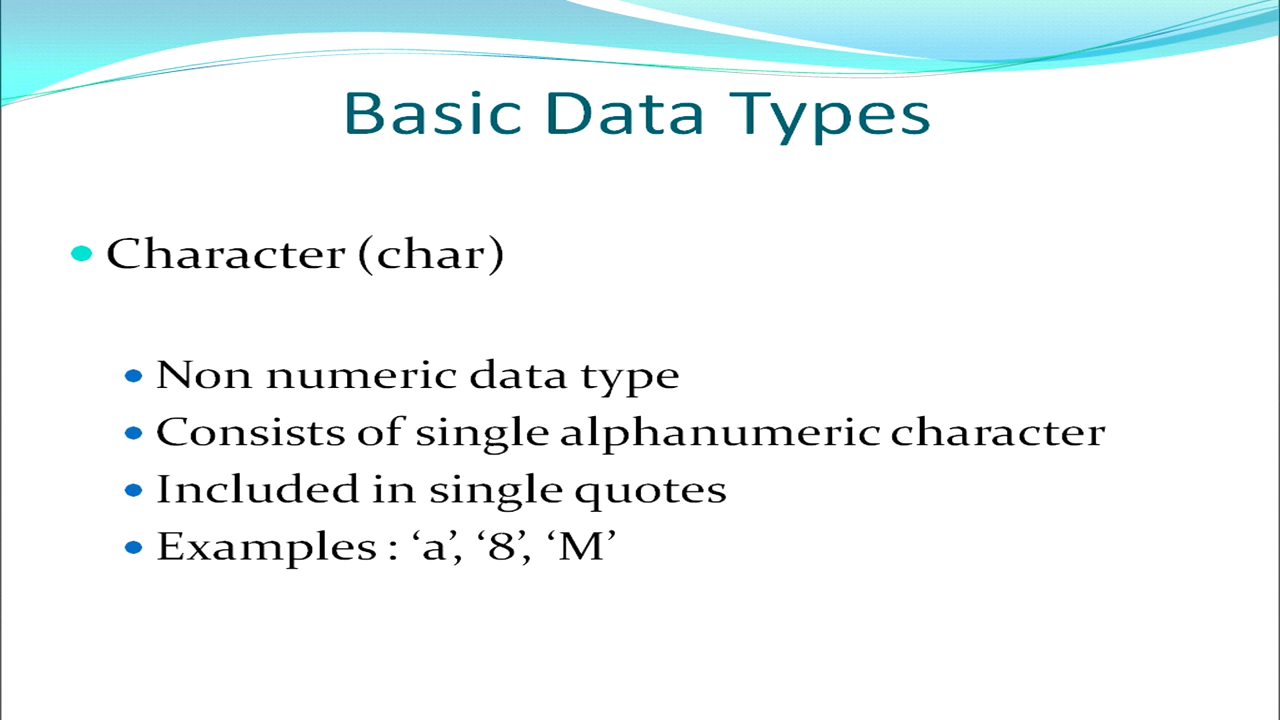 Basic Data Types
Character (char)
Non numeric data type
Consists of single alphanumeric character
Included in single quotes
Examples : ‘a’, ‘8’, ‘M’